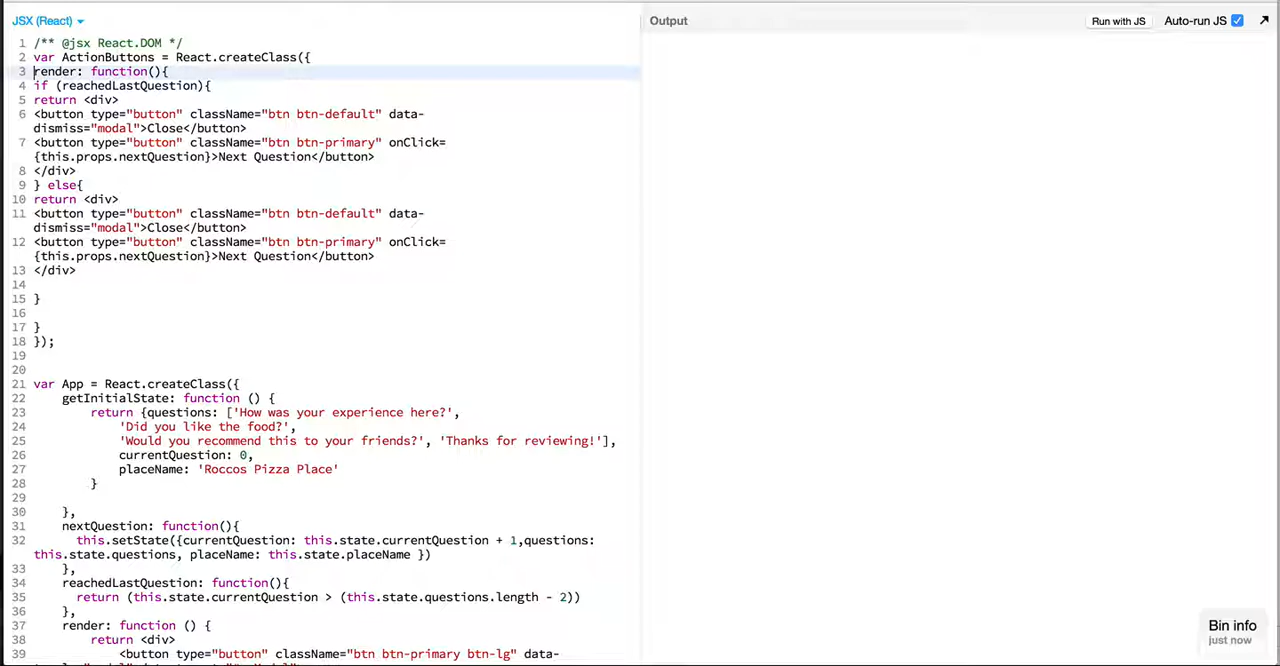 JSX (React)
Output
Run with JS
Auto-run JS
1 /** @jsx React.DOM */
2 var ActionButtons = React.createClass({
3 render: function(){
4 if (reachedLastQuestion){
5 return <div>
6 <button type="button" className="btn btn-default" data-
dismiss="modal">Close</button>
7 <button type="button" className="btn btn-primary" onClick=
{this.props.nextQuestion}>Next Question</button>
8 </div>
9 } else{
10 return <div>
11 <button type="button" className="btn btn-default" data-
dismiss="modal">Close</button>
12 <button type="button" className="btn btn-primary" onClick=
{this.props.nextQuestion}>Next Question</button>
13 </div>
14
15 }
16
17 }
18 });
19
20
21 var App = React.createClass({
22 getInitialState: function () {
23 return {questions: ['How was your experience here?',
24 'Did you like the food?',
25 'Would you recommend this to your friends?', 'Thanks for reviewing!'],
26 currentQuestion: 0,
27 placeName: 'Roccos Pizza Place'
28 }
29
30 },
31 nextQuestion: function(){
32 this.setState({currentQuestion: this.state.currentQuestion + 1,questions:
this.state.questions, placeName: this.state.placeName })
33 },
34 reachedLastQuestion: function(){
35 return (this.state.currentQuestion > (this.state.questions.length - 2))
36 },
37 render: function () {
38 return <div>
39 <button type="button" className="btn btn-primary btn-lg" data-
Bin info
just now